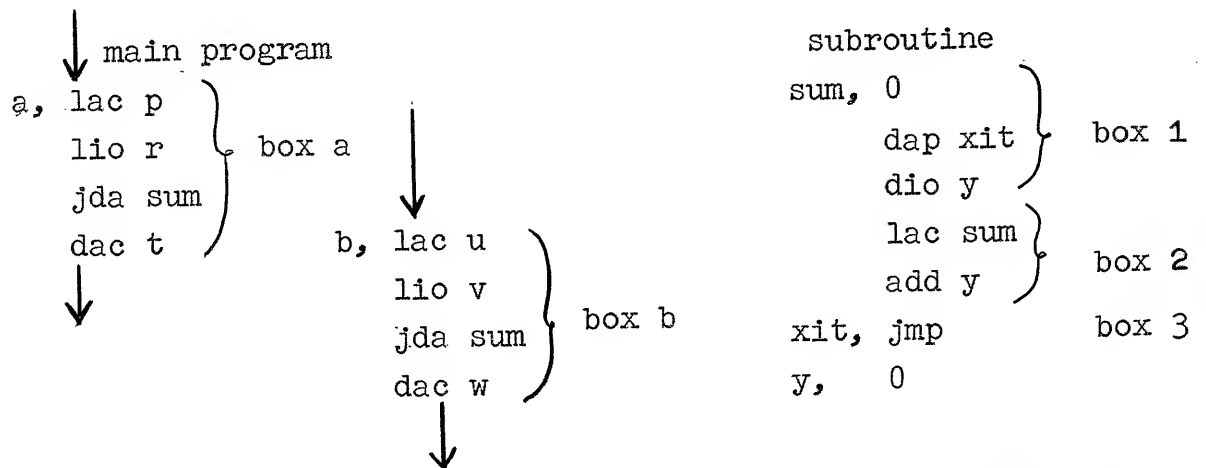 main program
a, lac p
lio r
jda sum
dac t
box a
b, lac u
lio v
jda sum
dac w
box b
subroutine
sum, 0
dap xit
dio y
box 1
lac sum
add y
box 2
xit, jmp box 3
y, 0